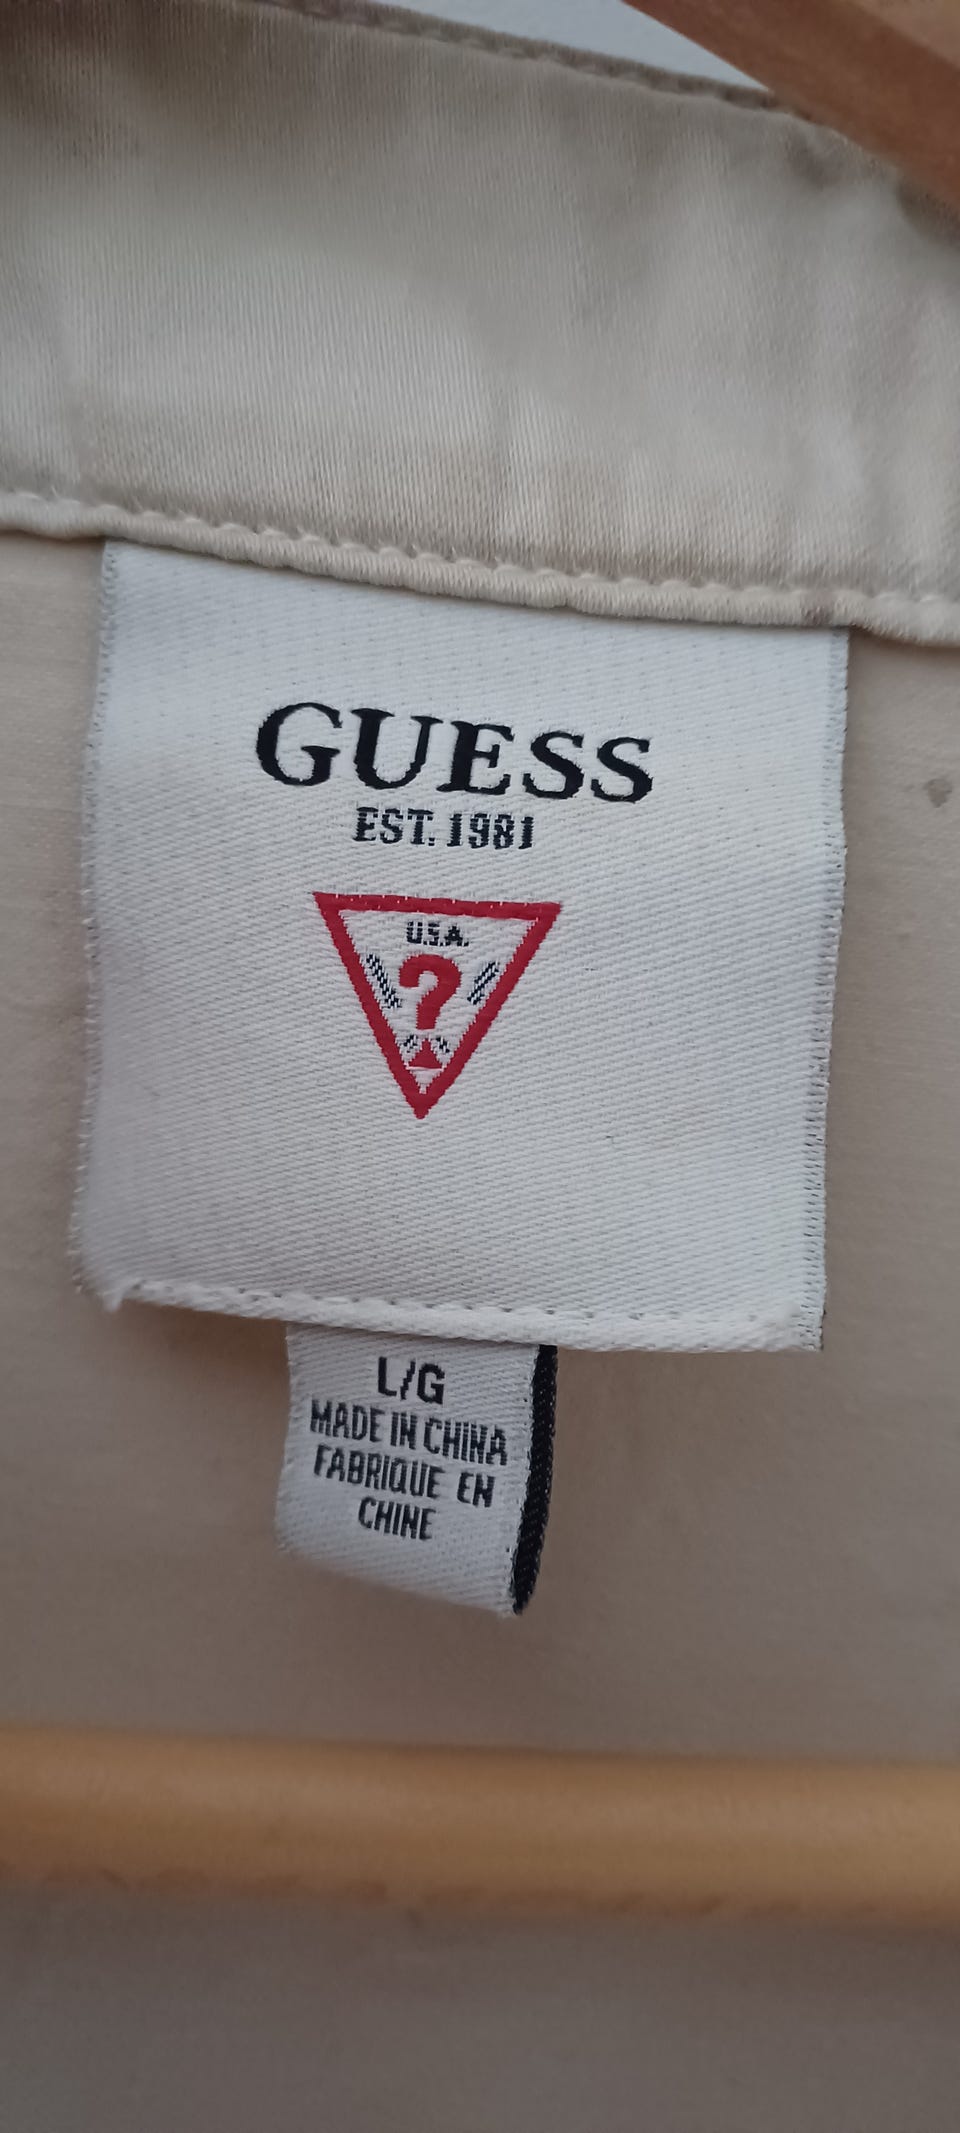 GUESS
EST. 1981
U.S.A.
?
L/G
MADE IN CHINA
FABRIQUE EN
CHINE